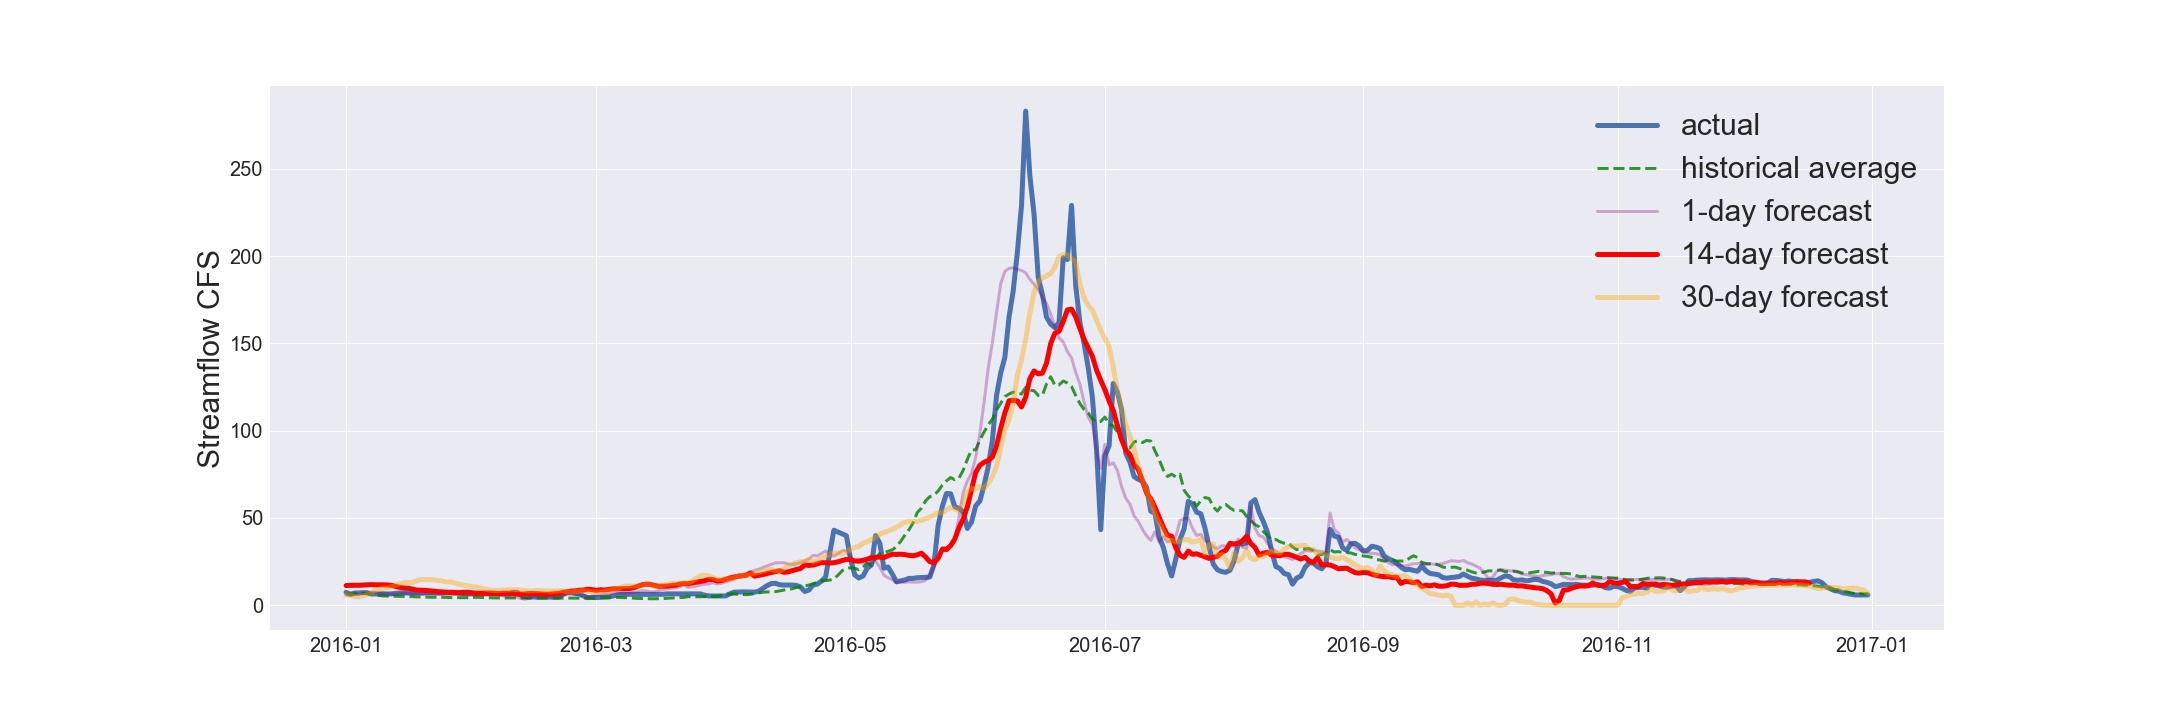 actual
historical average
1-day forecast
14-day forecast
30-day forecast
Streamflow CFS
250
200
150
100
50
0
2016-01 2016-03 2016-05 2016-07 2016-09 2016-11 2017-01